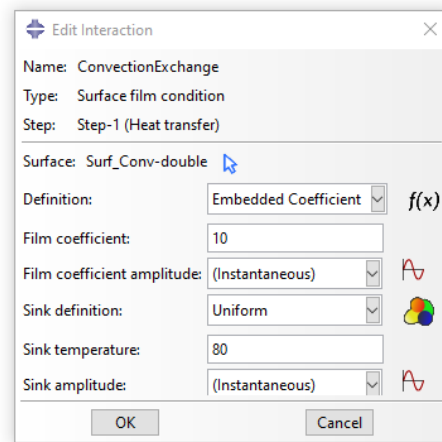 Edit Interaction
Name: ConvectionExchange
Type: Surface film condition
Step: Step-1 (Heat transfer)
Surface: Surf_Conv-double
Definition: Embedded Coefficient f(x)
Film coefficient: 10
Film coefficient amplitude: (Instantaneous)
Sink definition: Uniform
Sink temperature: 80
Sink amplitude: (Instantaneous)
OK Cancel